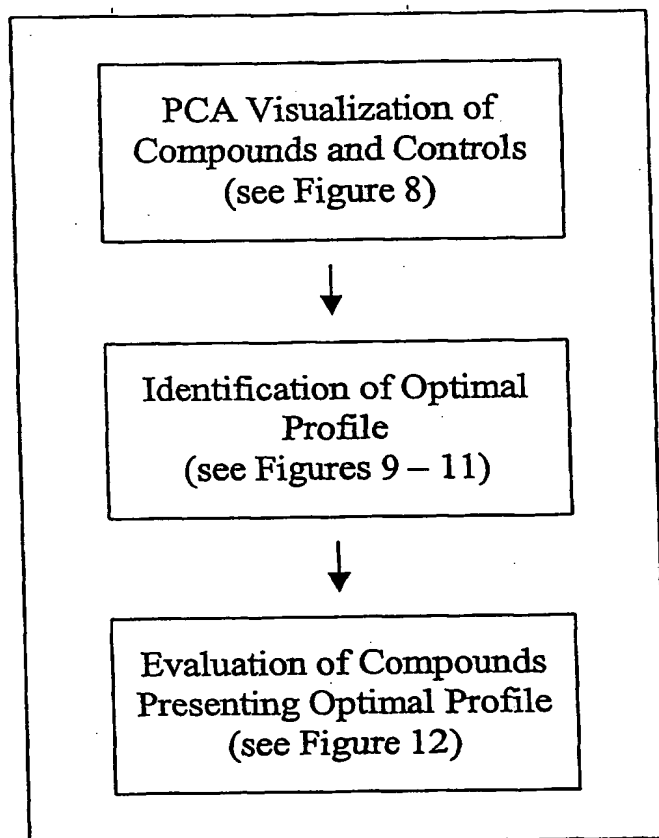 PCA Visualization of
Compounds and Controls
(see Figure 8)
Identification of Optimal
Profile
(see Figures 9 – 11)
Evaluation of Compounds
Presenting Optimal Profile
(see Figure 12)